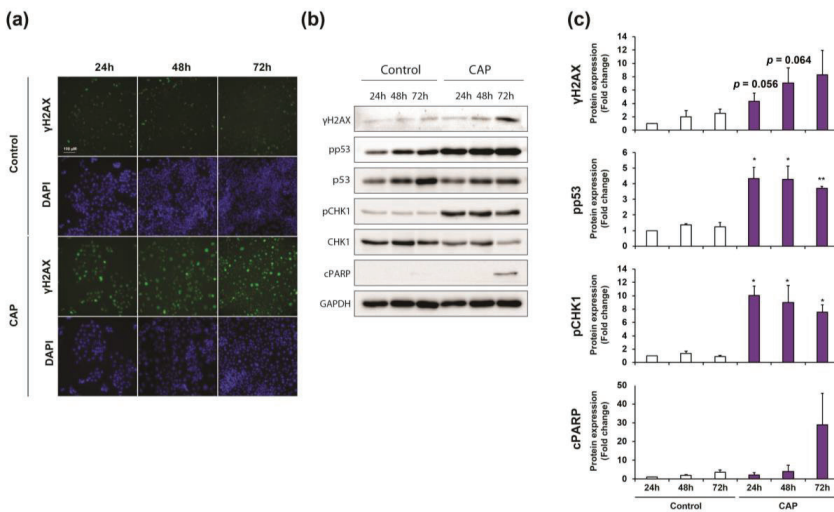 (a)
24h 48h 72h
Control
γH2AX
DAPI
CAP
γH2AX
DAPI
(b)
Control CAP
24h 48h 72h 24h 48h 72h
γH2AX
pp53
p53
pCHK1
CHK1
cPARP
GAPDH
(c)
γH2AX
Protein expression
(Fold change)
14
12
10
8
6
4
2
0
p = 0.056
p = 0.064
pp53
Protein expression
(Fold change)
6
5
4
3
2
1
0
* * **
pCHK1
Protein expression
(Fold change)
14
12
10
8
6
4
2
0
* * *
cPARP
Protein expression
(Fold change)
50
40
30
20
10
0
24h 48h 72h 24h 48h 72h
Control CAP